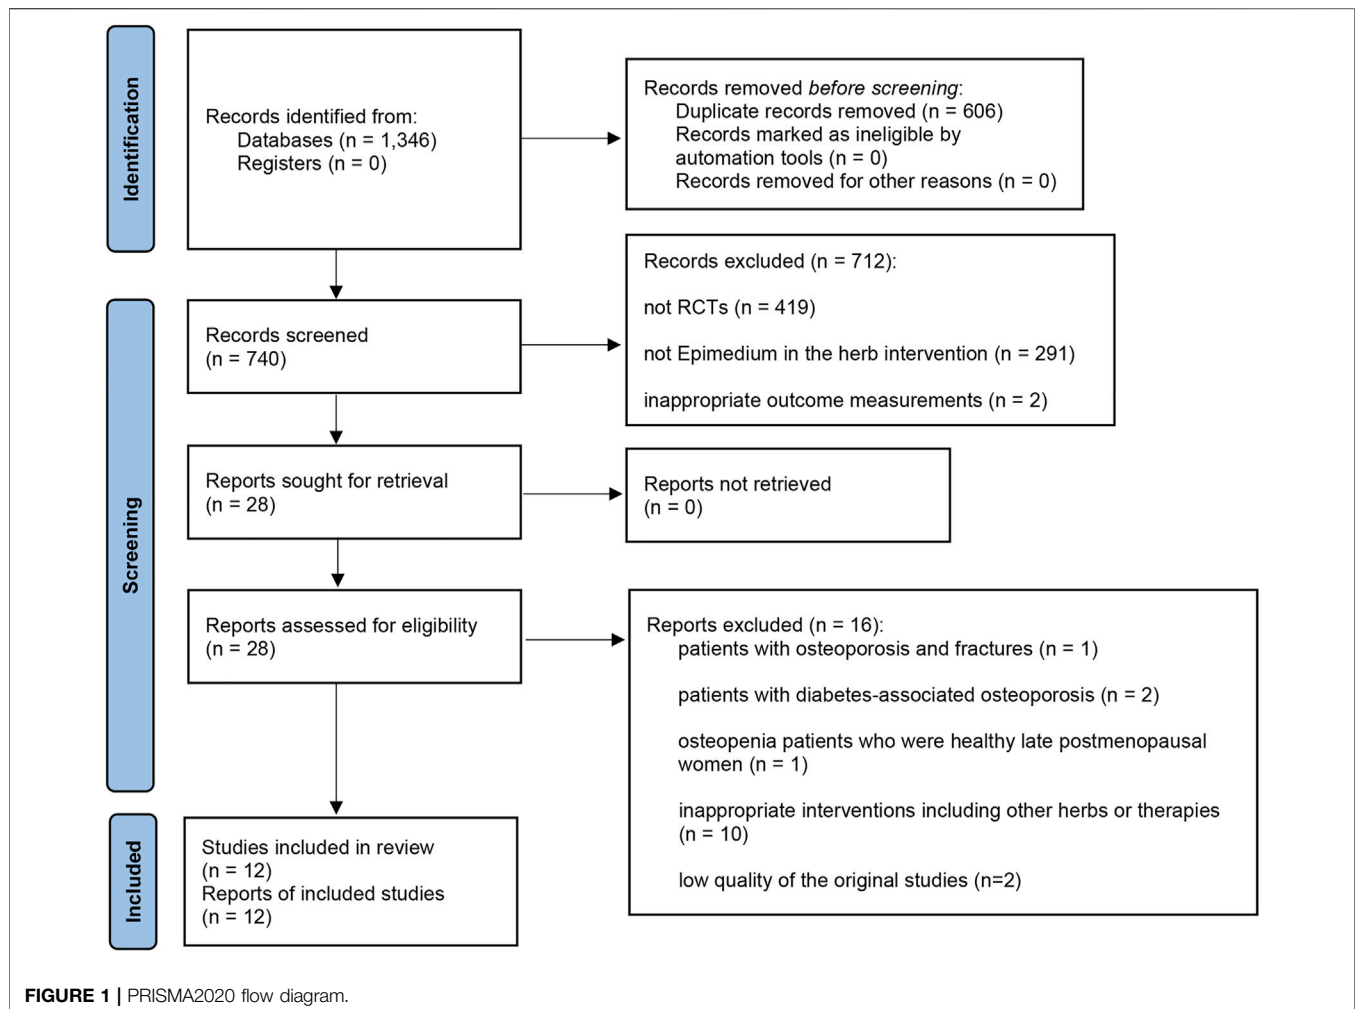 Identification
Records identified from:
Databases (n = 1,346)
Registers (n = 0)
Records removed before screening:
Duplicate records removed (n = 606)
Records marked as ineligible by
automation tools (n = 0)
Records removed for other reasons (n = 0)
Screening
Records screened
(n = 740)
Records excluded (n = 712):
not RCTs (n = 419)
not Epimedium in the herb intervention (n = 291)
inappropriate outcome measurements (n = 2)
Reports sought for retrieval
(n = 28)
Reports not retrieved
(n = 0)
Reports assessed for eligibility
(n = 28)
Reports excluded (n = 16):
patients with osteoporosis and fractures (n = 1)
patients with diabetes-associated osteoporosis (n = 2)
osteopenia patients who were healthy late postmenopausal
women (n = 1)
inappropriate interventions including other herbs or therapies
(n = 10)
low quality of the original studies (n=2)
Included
Studies included in review
(n = 12)
Reports of included studies
(n = 12)
FIGURE 1 | PRISMA2020 flow diagram.